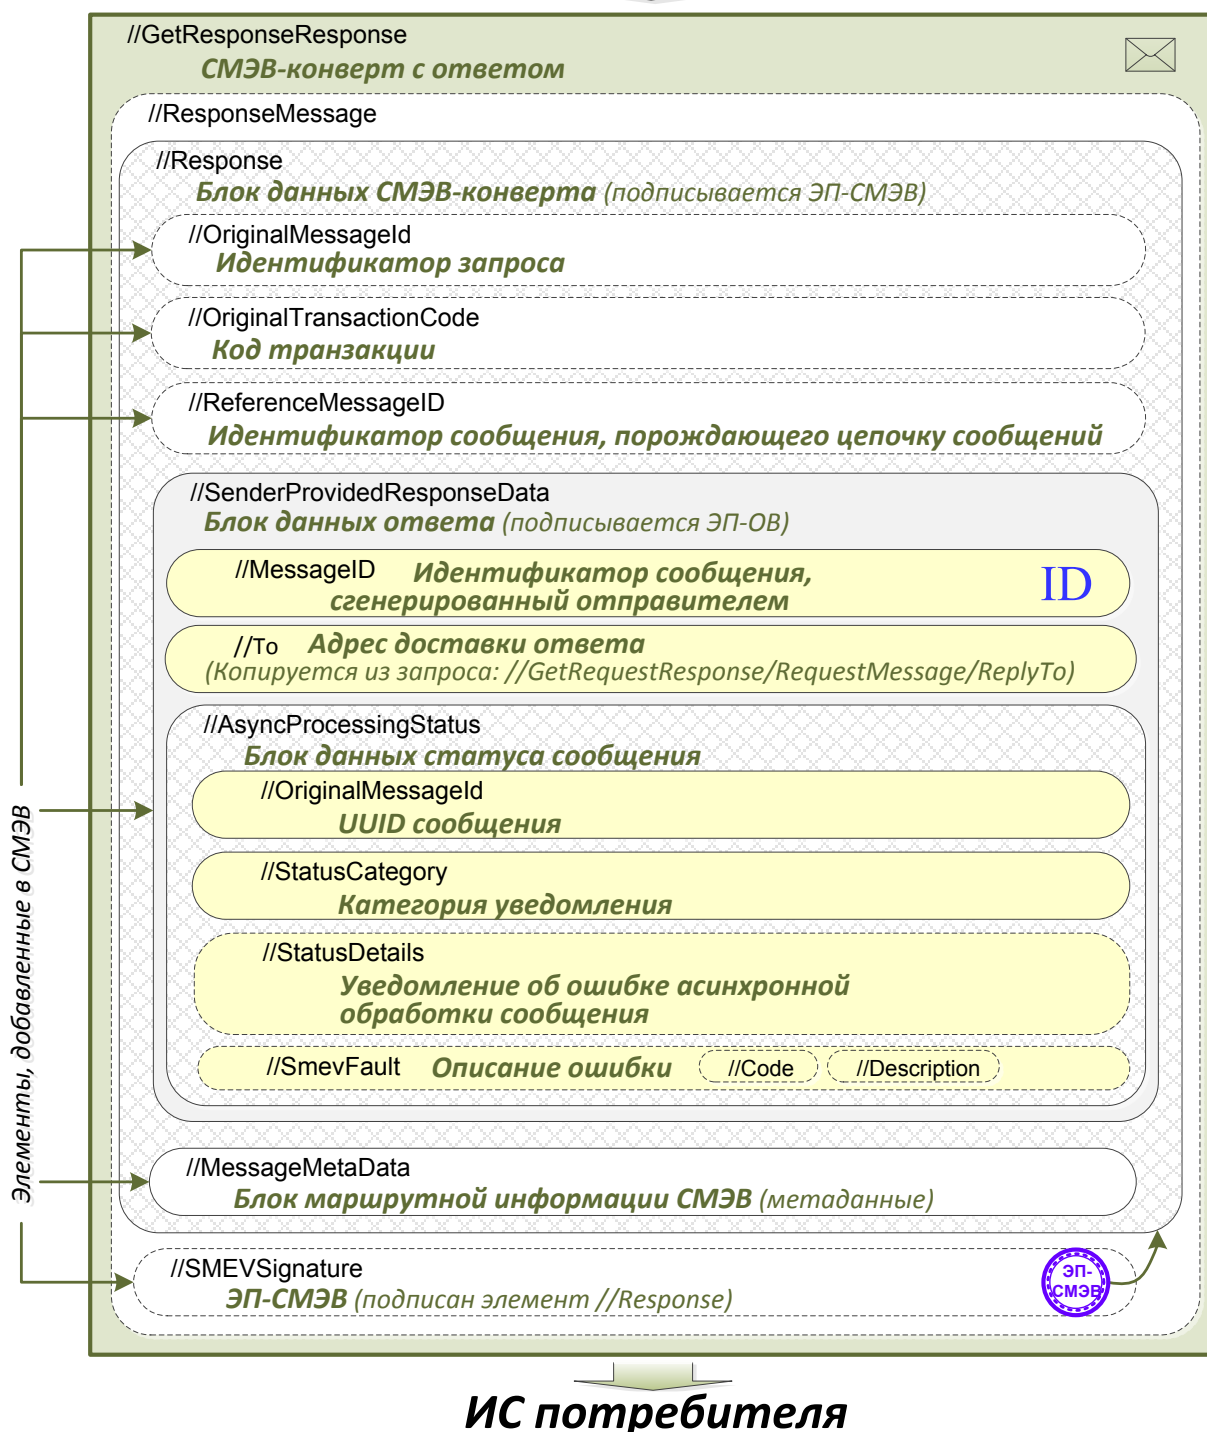 //GetResponseResponse
СМЭВ-конверт с ответом
//ResponseMessage
//Response
Блок данных СМЭВ-конверта (подписывается ЭП-СМЭВ)
//OriginalMessageId
Идентификатор запроса
//OriginalTransactionCode
Код транзакции
//ReferenceMessageID
Идентификатор сообщения, порождающего цепочку сообщений
//SenderProvidedResponseData
Блок данных ответа (подписывается ЭП-ОВ)
//MessageID Идентификатор сообщения,
сгенерированный отправителем
ID
//To Адрес доставки ответа
(Копируется из запроса: //GetRequestResponse/RequestMessage/ReplyTo)
//AsyncProcessingStatus
Блок данных статуса сообщения
//OriginalMessageId
UUID сообщения
//StatusCategory
Категория уведомления
//StatusDetails
Уведомление об ошибке асинхронной
обработки сообщения
//SmevFault Описание ошибки //Code //Description
//MessageMetaData
Блок маршрутной информации СМЭВ (метаданные)
//SMEVSignature
ЭП-СМЭВ (подписан элемент //Response)
ЭП-
СМЭВ
Элементы, добавленные в СМЭВ
ИС потребителя